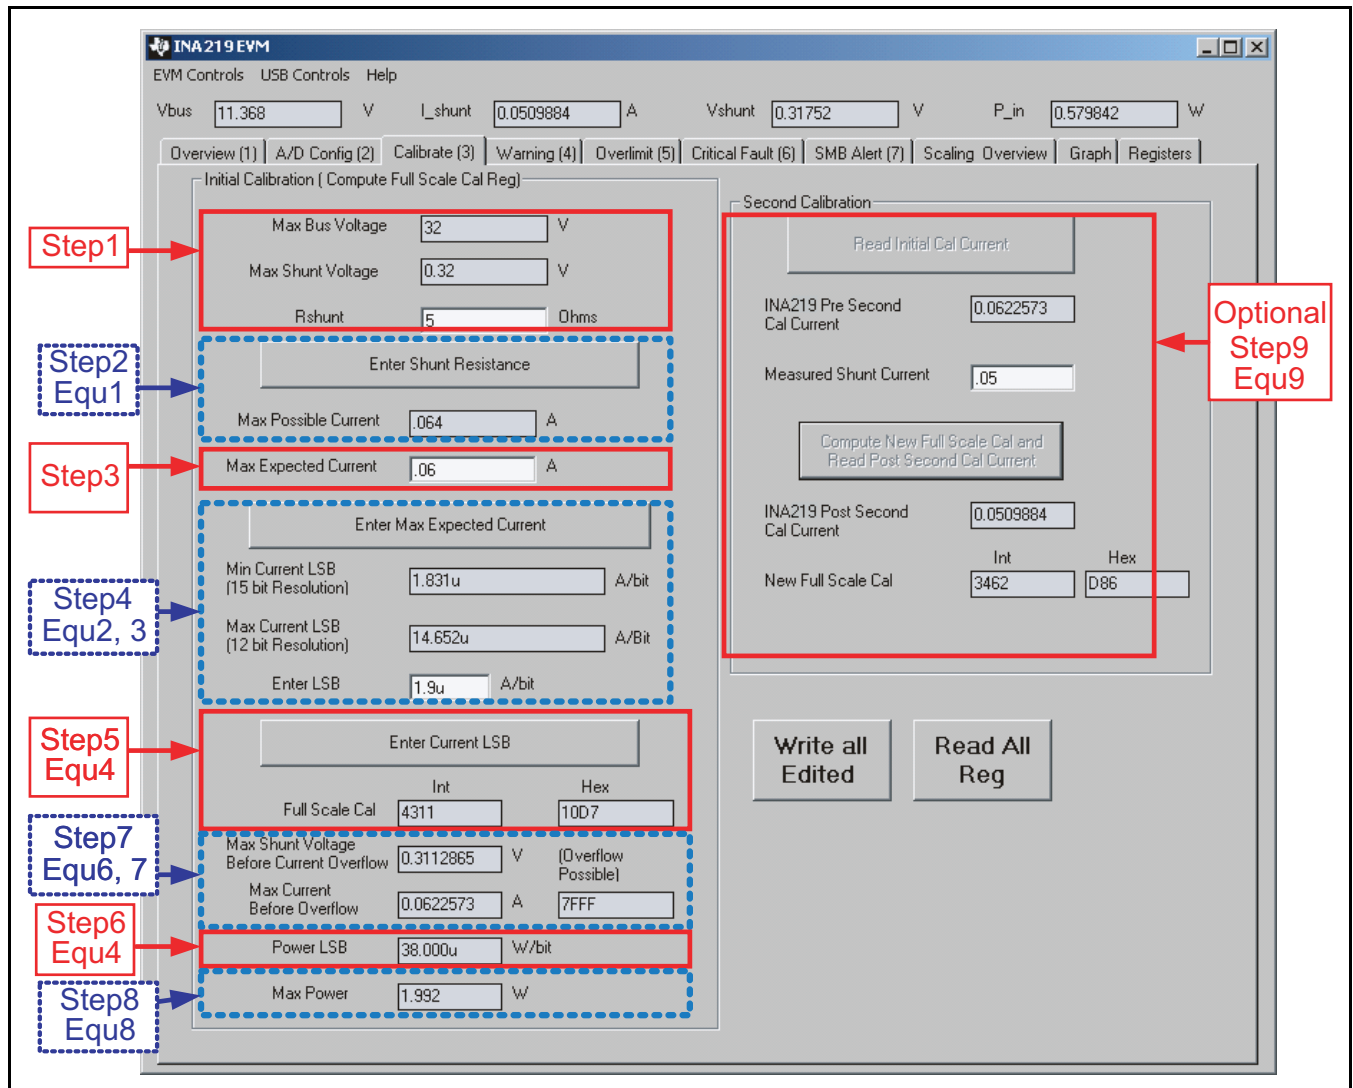 INA219EVM
EVM Controls USB Controls Help
Vbus 11.368 V I_shunt 0.0509884 A Vshunt 0.31752 V P_in 0.579842 W
Overview (1) A/D Config (2) Calibrate (3) Warning (4) Overlimit (5) Critical Fault (6) SMB Alert (7) Scaling Overview Graph Registers
Initial Calibration ( Compute Full Scale Cal Reg)
Step1
Max Bus Voltage 32 V
Max Shunt Voltage 0.32 V
Rshunt 5 Ohms
Step2
Equ1
Enter Shunt Resistance
Max Possible Current .064 A
Step3
Max Expected Current .06 A
Enter Max Expected Current
Step4
Equ2, 3
Min Current LSB
(15 bit Resolution) 1.831u A/bit
Max Current LSB
(12 bit Resolution) 14.652u A/Bit
Enter LSB 1.9u A/bit
Step5
Equ4
Enter Current LSB
Int Hex
Full Scale Cal 4311 10D7
Step7
Equ6, 7
Max Shunt Voltage
Before Current Overflow 0.3112865 V (Overflow
Possible)
Max Current
Before Overflow 0.0622573 A 7FFF
Step6
Equ4
Power LSB 38.000u W/bit
Step8
Equ8
Max Power 1.992 W
Second Calibration
Read Initial Cal Current
INA219 Pre Second
Cal Current 0.0622573
Measured Shunt Current .05
Compute New Full Scale Cal and
Read Post Second Cal Current
INA219 Post Second
Cal Current 0.0509884
Int Hex
New Full Scale Cal 3462 D86
Optional
Step9
Equ9
Write all
Edited
Read All
Reg